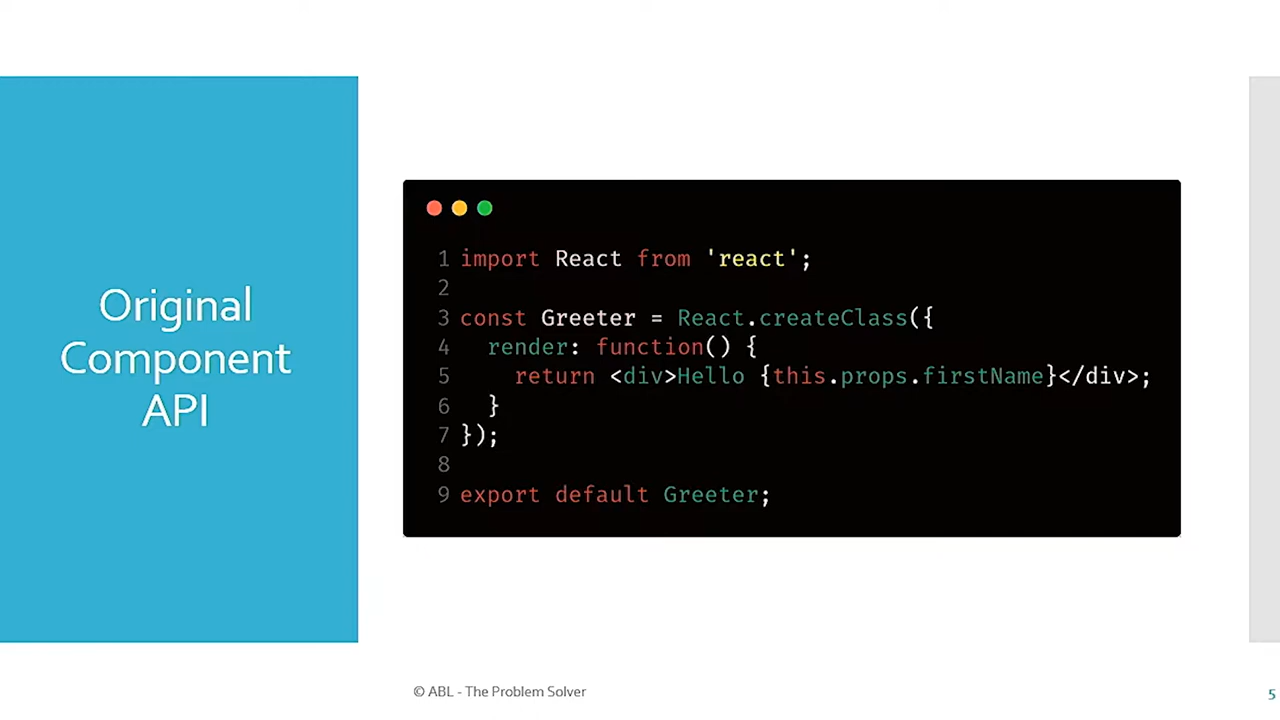 Original
Component
API
1 import React from 'react';
2
3 const Greeter = React.createClass({
4   render: function() {
5     return <div>Hello {this.props.firstName}</div>;
6   }
7 });
8
9 export default Greeter;
© ABL - The Problem Solver
5